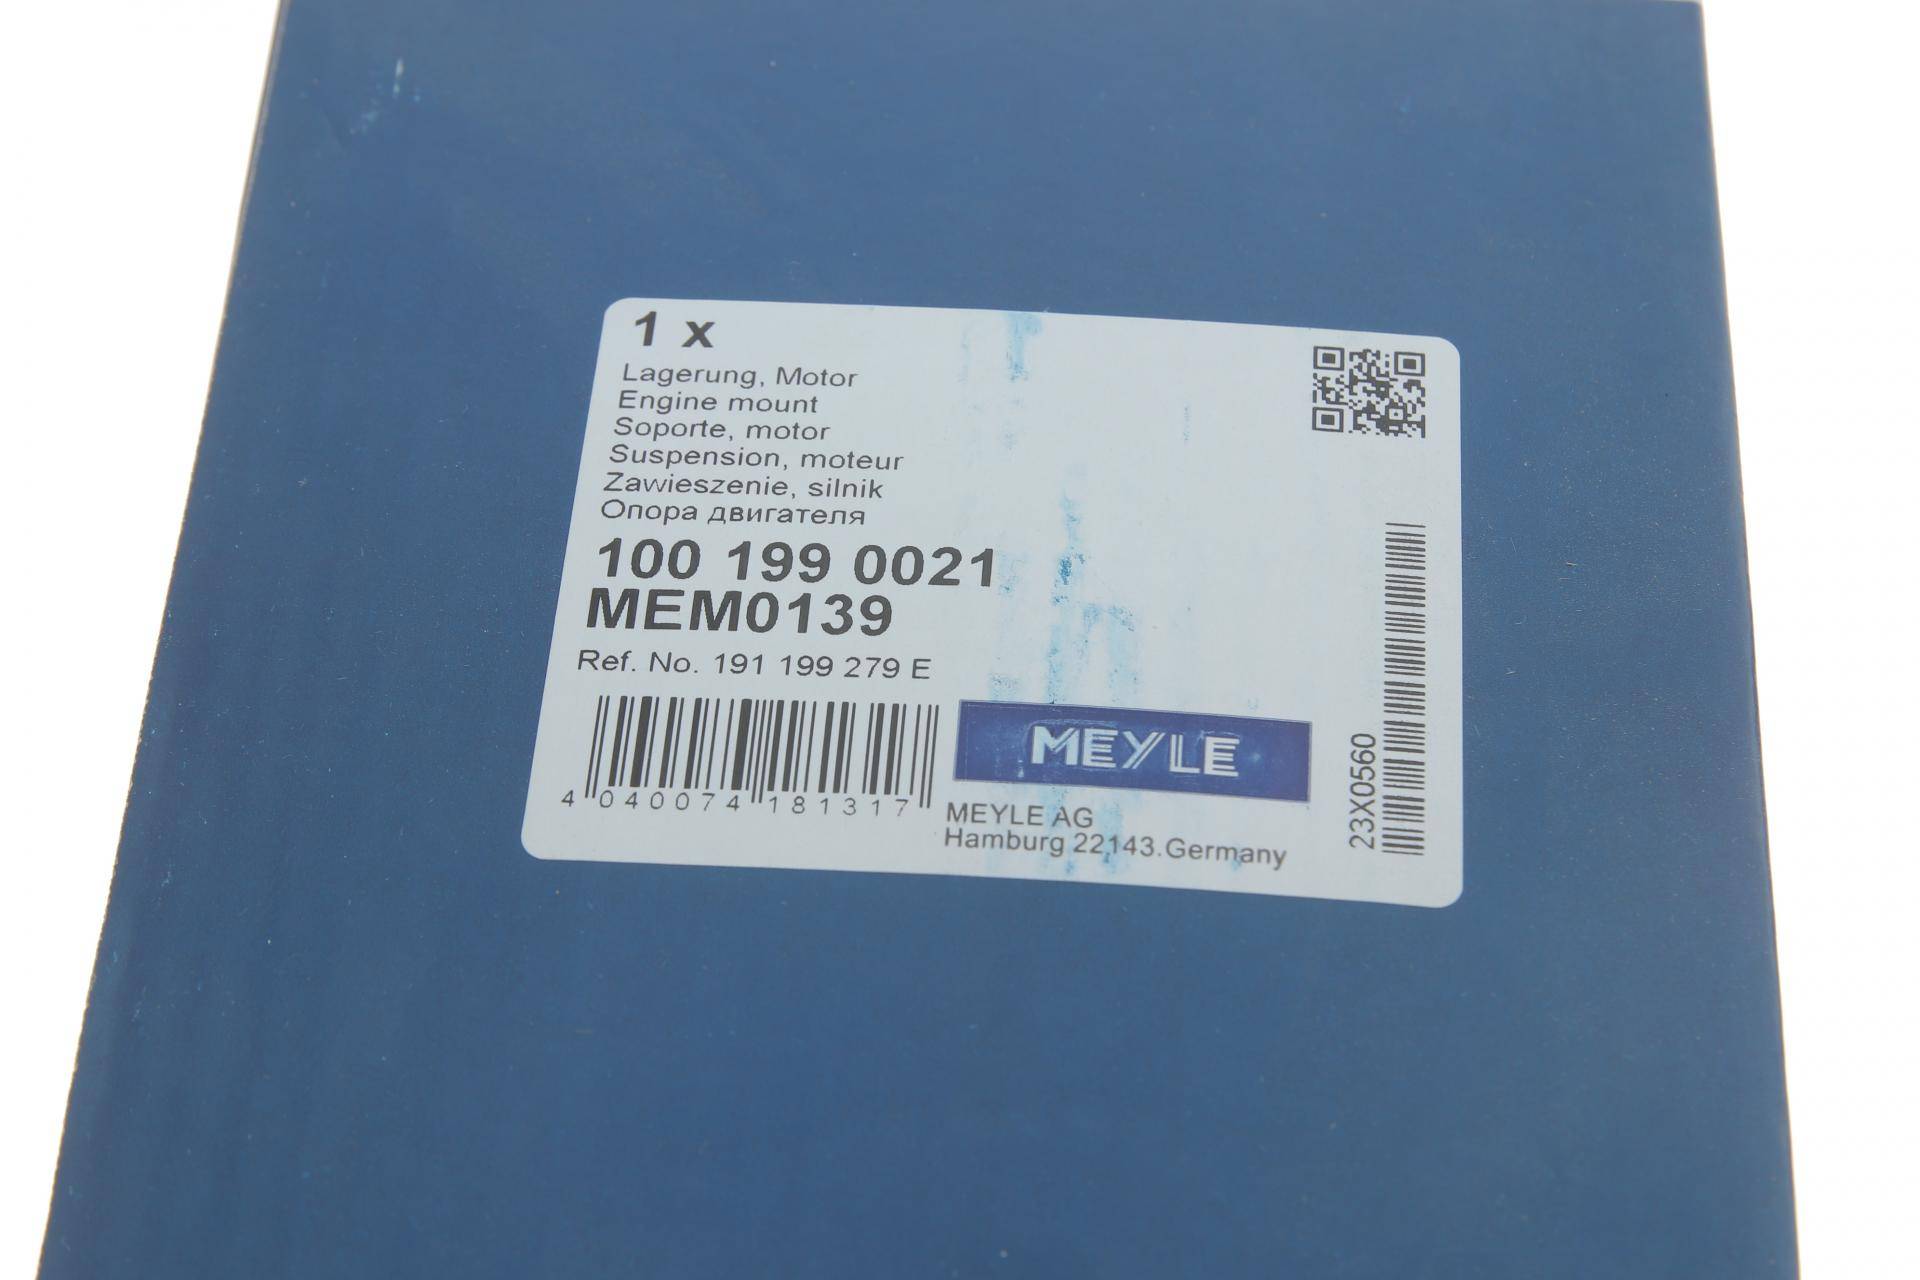 1 x
Lagerung, Motor
Engine mount
Soporte, motor
Suspension, moteur
Zawieszenie, silnik
Опора двигателя
100 199 0021
MEM0139
Ref. No. 191 199 279 E
4 040074 181317
MEYLE
MEYLE AG
Hamburg 22143.Germany
23X0560